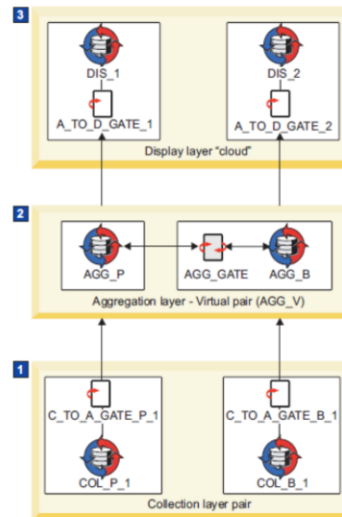 3
DIS_1 DIS_2
A_TO_D_GATE_1 A_TO_D_GATE_2
Display layer "cloud"
2
AGG_P AGG_GATE AGG_B
Aggregation layer - Virtual pair (AGG_V)
1
C_TO_A_GATE_P_1 C_TO_A_GATE_B_1
COL_P_1 COL_B_1
Collection layer pair